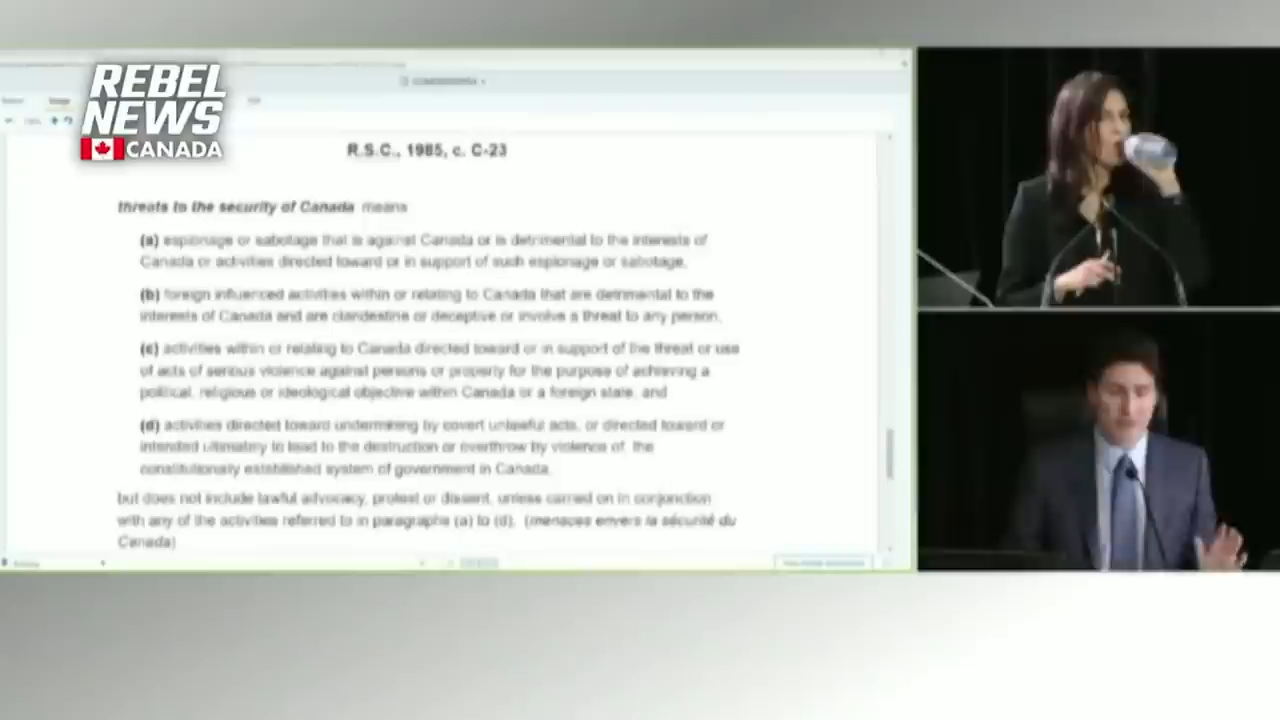 REBEL
NEWS
CANADA
R.S.C., 1985, c. C-23
threats to the security of Canada means
(a) espionage or sabotage that is against Canada or is detrimental to the interests of
Canada or activities directed toward or in support of such espionage or sabotage,
(b) foreign influenced activities within or relating to Canada that are detrimental to the
interests of Canada and are clandestine or deceptive or involve a threat to any person,
(c) activities within or relating to Canada directed toward or in support of the threat or use
of acts of serious violence against persons or property for the purpose of achieving a
political, religious or ideological objective within Canada or a foreign state, and
(d) activities directed toward undermining by covert unlawful acts, or directed toward or
intended ultimately to lead to the destruction or overthrow by violence of, the
constitutionally established system of government in Canada,
but does not include lawful advocacy, protest or dissent, unless carried on in conjunction
with any of the activities referred to in paragraphs (a) to (d). (menaces envers la sécurité du
Canada)